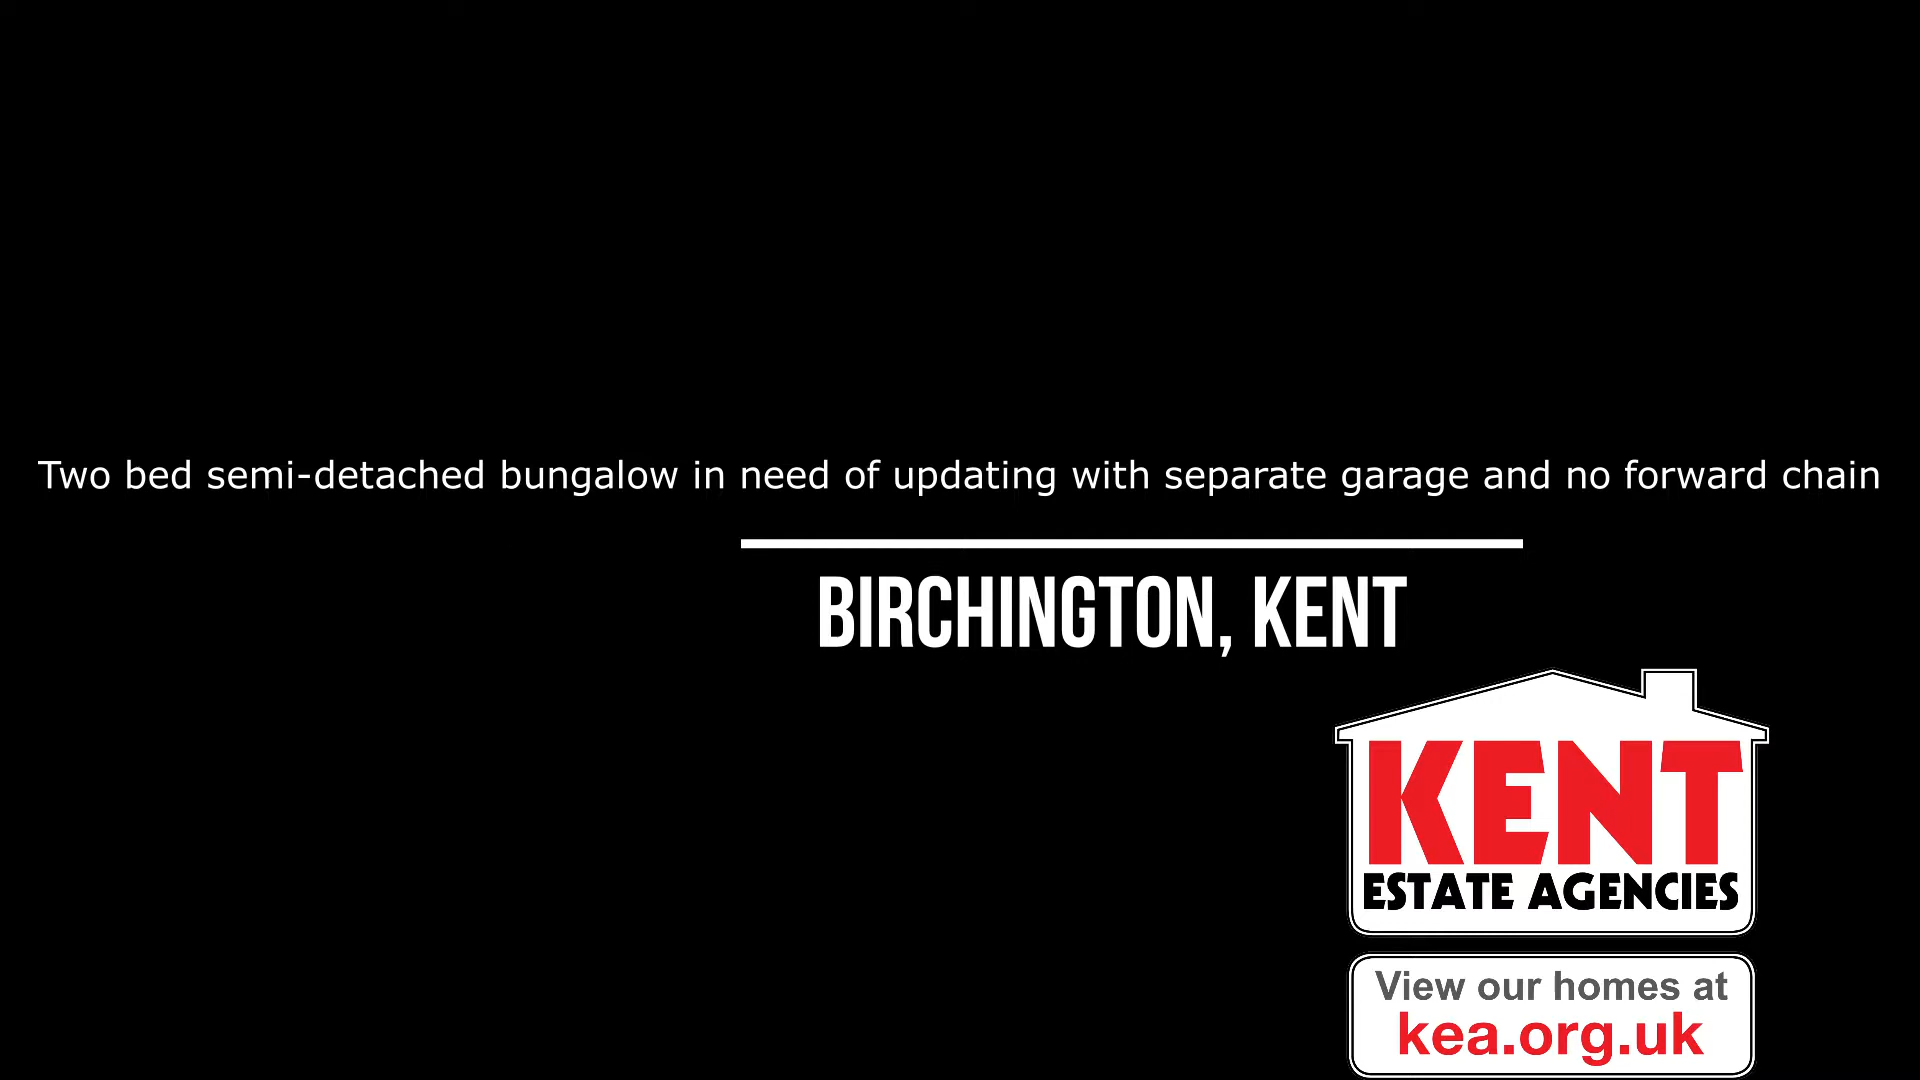 Two bed semi-detached bungalow in need of updating with separate garage and no forward chain
BIRCHINGTON, KENT
KENT
ESTATE AGENCIES
View our homes at
kea.org.uk